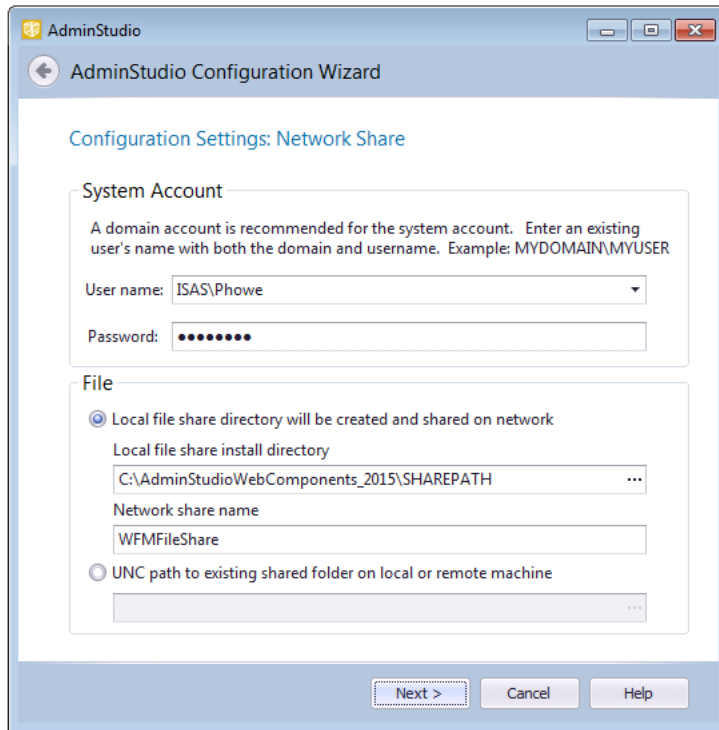 AdminStudio
AdminStudio Configuration Wizard
Configuration Settings: Network Share
System Account
A domain account is recommended for the system account. Enter an existing
user's name with both the domain and username. Example: MYDOMAIN\MYUSER
User name: ISAS\Phowe
Password: ●●●●●●●●
File
Local file share directory will be created and shared on network
Local file share install directory
C:\AdminStudioWebComponents_2015\SHAREPATH ...
Network share name
WFMFileShare
UNC path to existing shared folder on local or remote machine
...
Next > Cancel Help